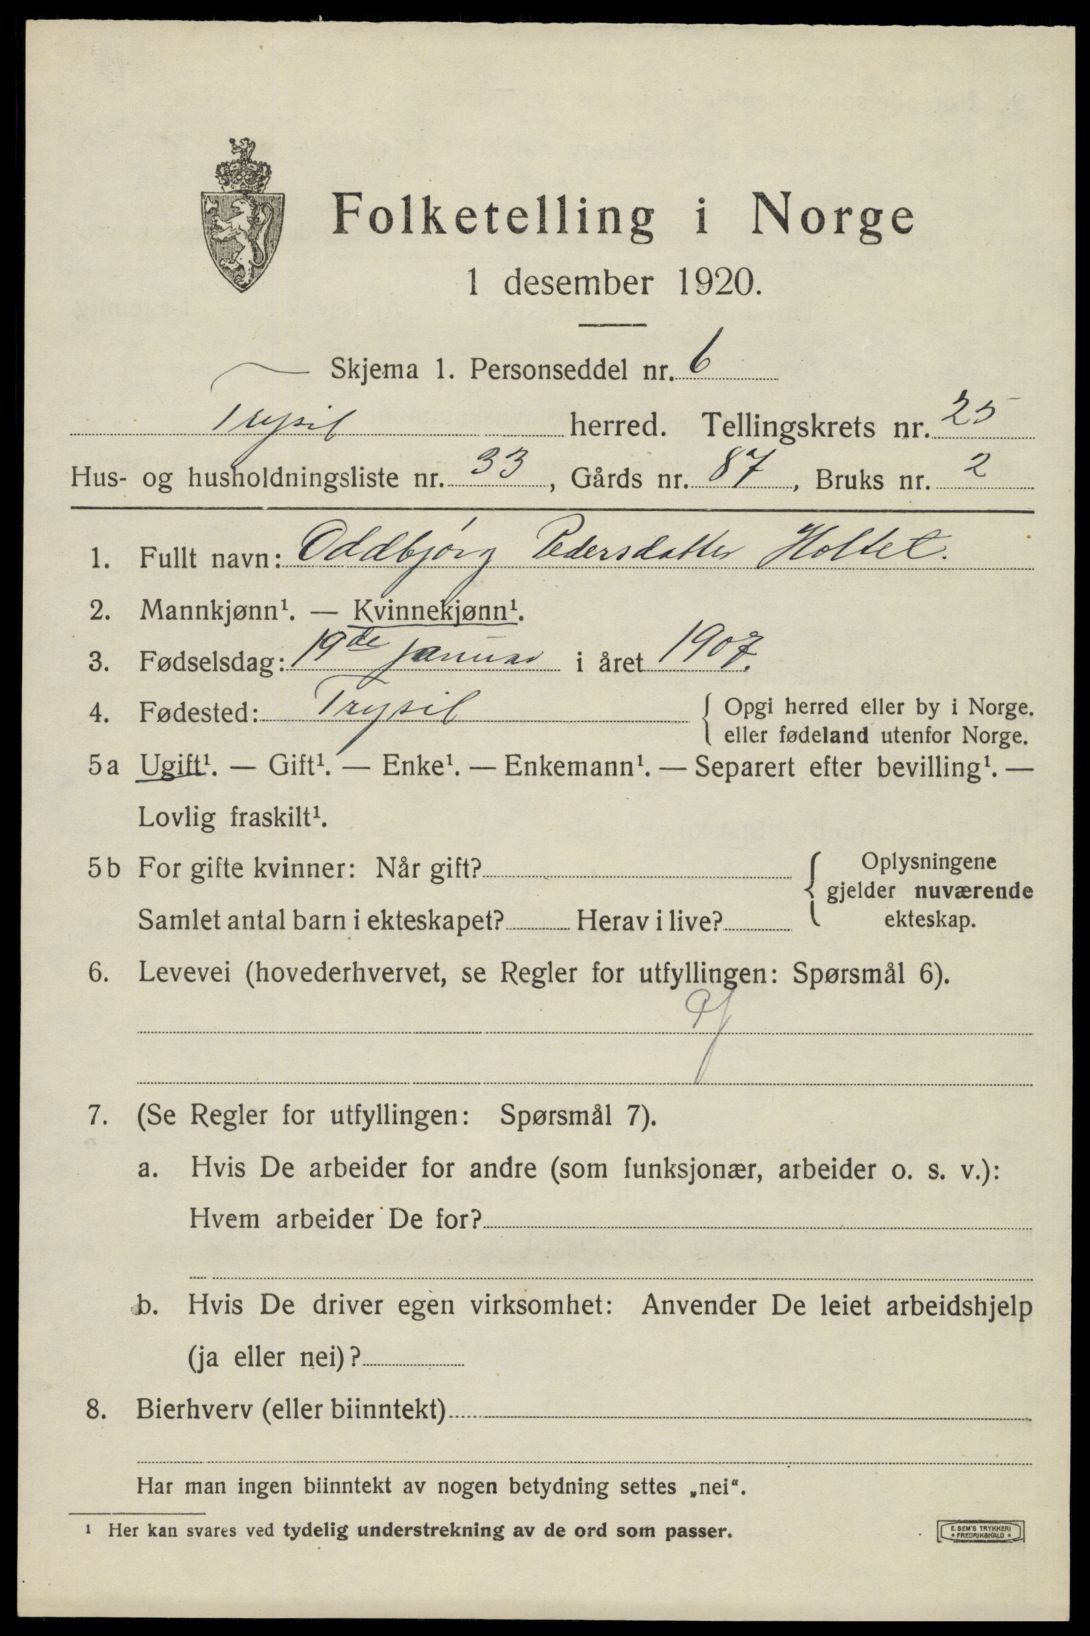 Folketelling i Norge
1 desember 1920.
Skjema 1. Personseddel nr. 6
Trysil herred. Tellingskrets nr. 25
Hus- og husholdningsliste nr. 33, Gårds nr. 87, Bruks nr. 2
1. Fullt navn: Oddbjørg Pedersdatter Holtet.
2. Mannkjønn¹. — Kvinnekjønn¹.
3. Fødselsdag: 19de januar i året 1907.
4. Fødested: Trysil { Opgi herred eller by i Norge,
eller fødeland utenfor Norge.
5 a Ugift¹. — Gift¹. — Enke¹. — Enkemann¹. — Separert efter bevilling¹. —
Lovlig fraskilt¹.
5 b For gifte kvinner: Når gift? { Oplysningene
gjelder nuværende
Samlet antal barn i ekteskapet? Herav i live? ekteskap.
6. Levevei (hovederhvervet, se Regler for utfyllingen: Spørsmål 6).
7. (Se Regler for utfyllingen: Spørsmål 7).
a. Hvis De arbeider for andre (som funksjonær, arbeider o. s. v.):
Hvem arbeider De for?
b. Hvis De driver egen virksomhet: Anvender De leiet arbeidshjelp
(ja eller nei)?
8. Bierhverv (eller biinntekt)
Har man ingen biinntekt av nogen betydning settes „nei“.
¹ Her kan svares ved tydelig understrekning av de ord som passer.
E. SEM'S TRYKKERI
FREDRIKSHALD